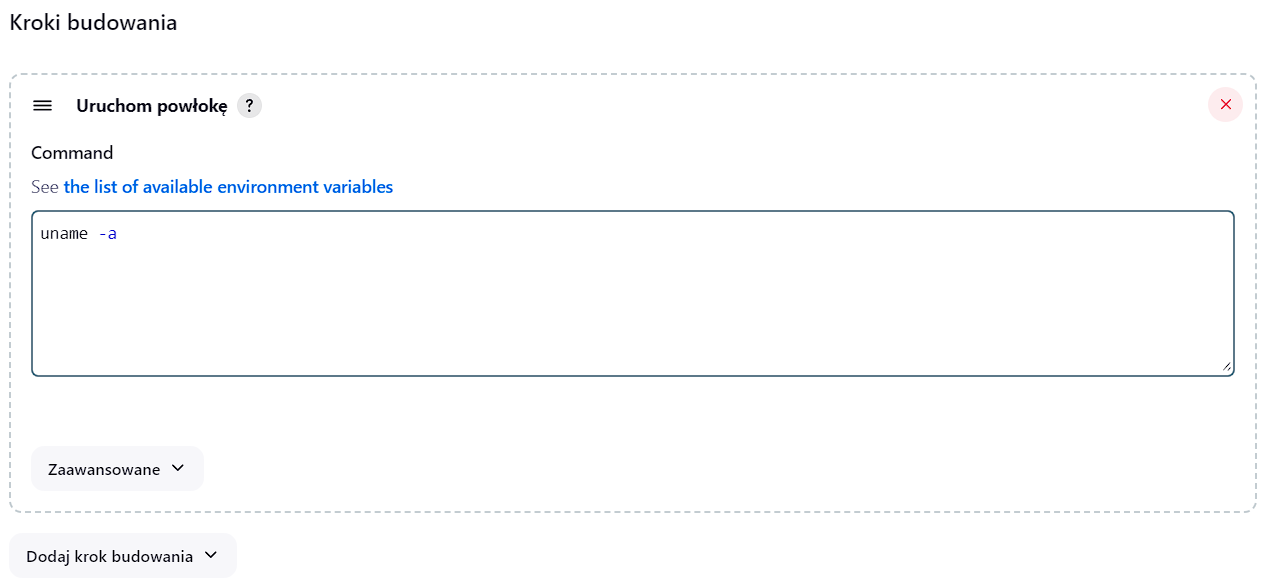 Kroki budowania
Uruchom powłokę ?
Command
See the list of available environment variables
uname -a
Zaawansowane
Dodaj krok budowania